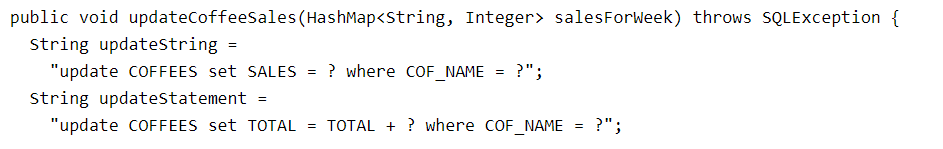 public void updateCoffeeSales(HashMap<String, Integer> salesForWeek) throws SQLException {
  String updateString =
    "update COFFEES set SALES = ? where COF_NAME = ?";
  String updateStatement =
    "update COFFEES set TOTAL = TOTAL + ? where COF_NAME = ?";